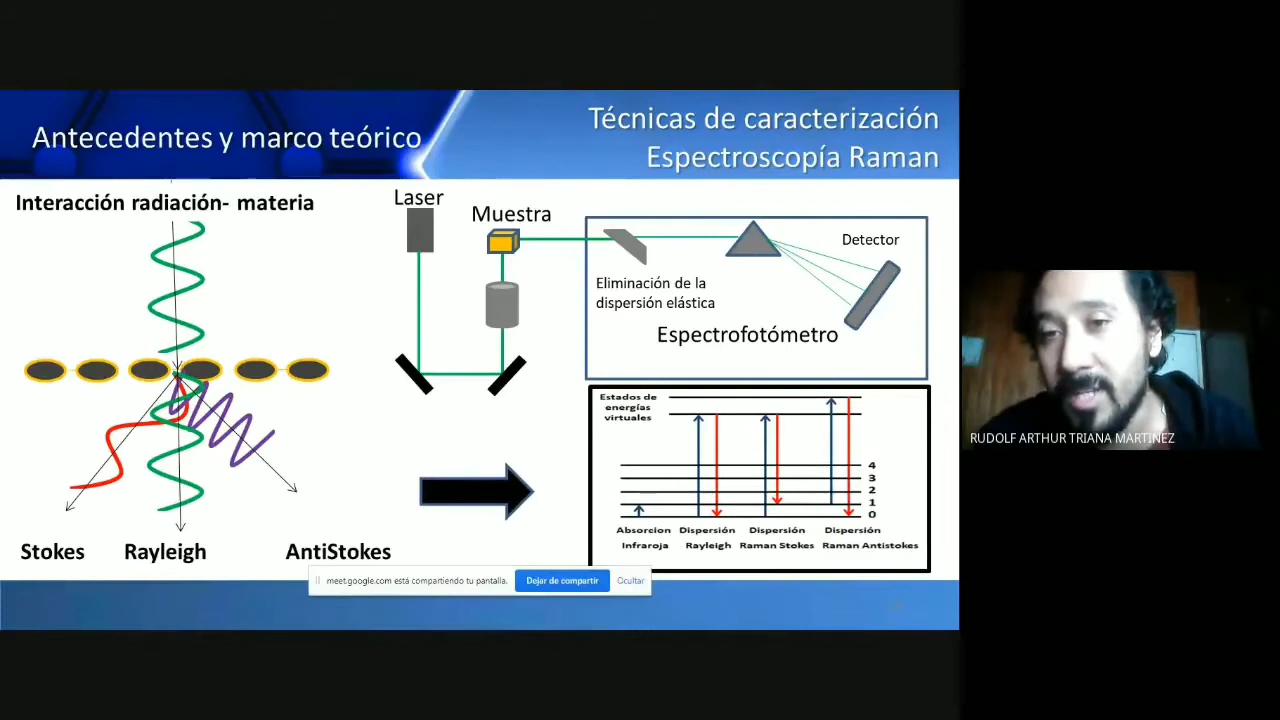 Antecedentes y marco teórico
Técnicas de caracterización
Espectroscopía Raman
Interacción radiación- materia
Laser
Muestra
Detector
Eliminación de la
dispersión elástica
Espectrofotómetro
Stokes
Rayleigh
AntiStokes
Estados de
energías
virtuales
4
3
2
1
0
Absorcion
Infraroja
Dispersión
Rayleigh
Dispersión
Raman Stokes
Dispersión
Raman Antistokes
meet.google.com está compartiendo tu pantalla.
Dejar de compartir
Ocultar
RUDOLF ARTHUR TRIANA MARTINEZ